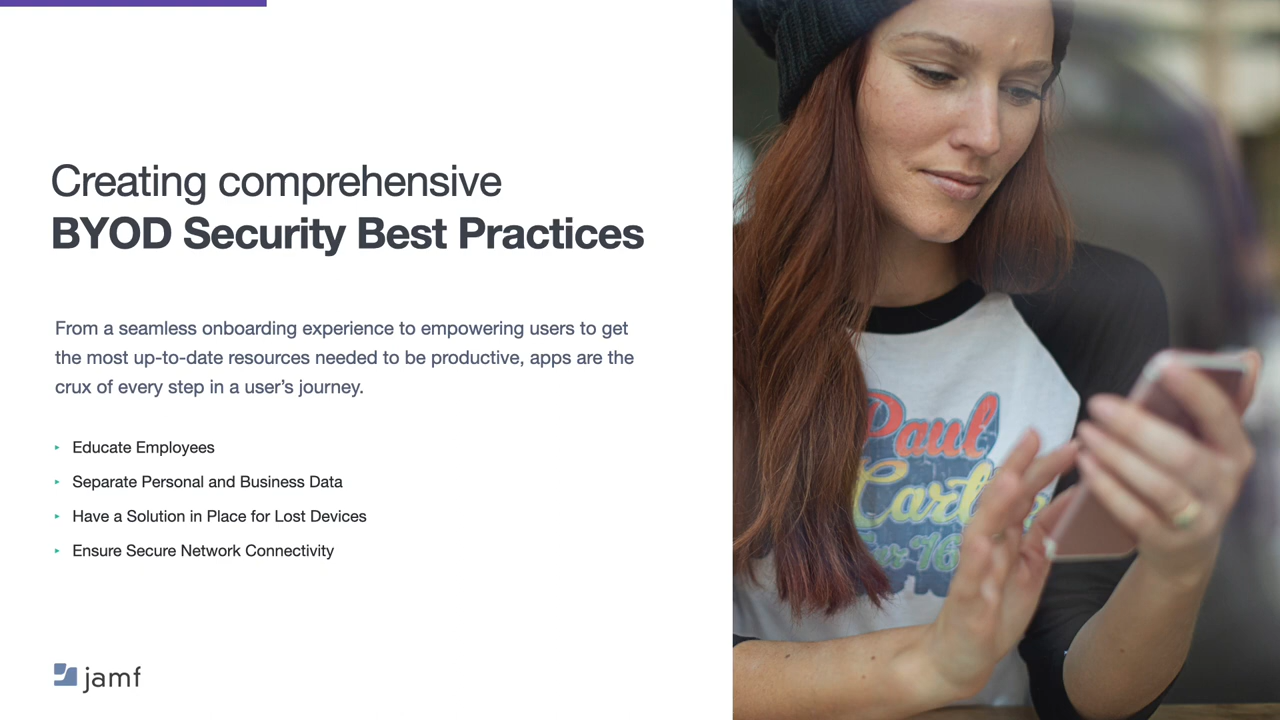 Creating comprehensive
BYOD Security Best Practices
From a seamless onboarding experience to empowering users to get
the most up-to-date resources needed to be productive, apps are the
crux of every step in a user’s journey.
‣ Educate Employees
‣ Separate Personal and Business Data
‣ Have a Solution in Place for Lost Devices
‣ Ensure Secure Network Connectivity
jamf
Paul